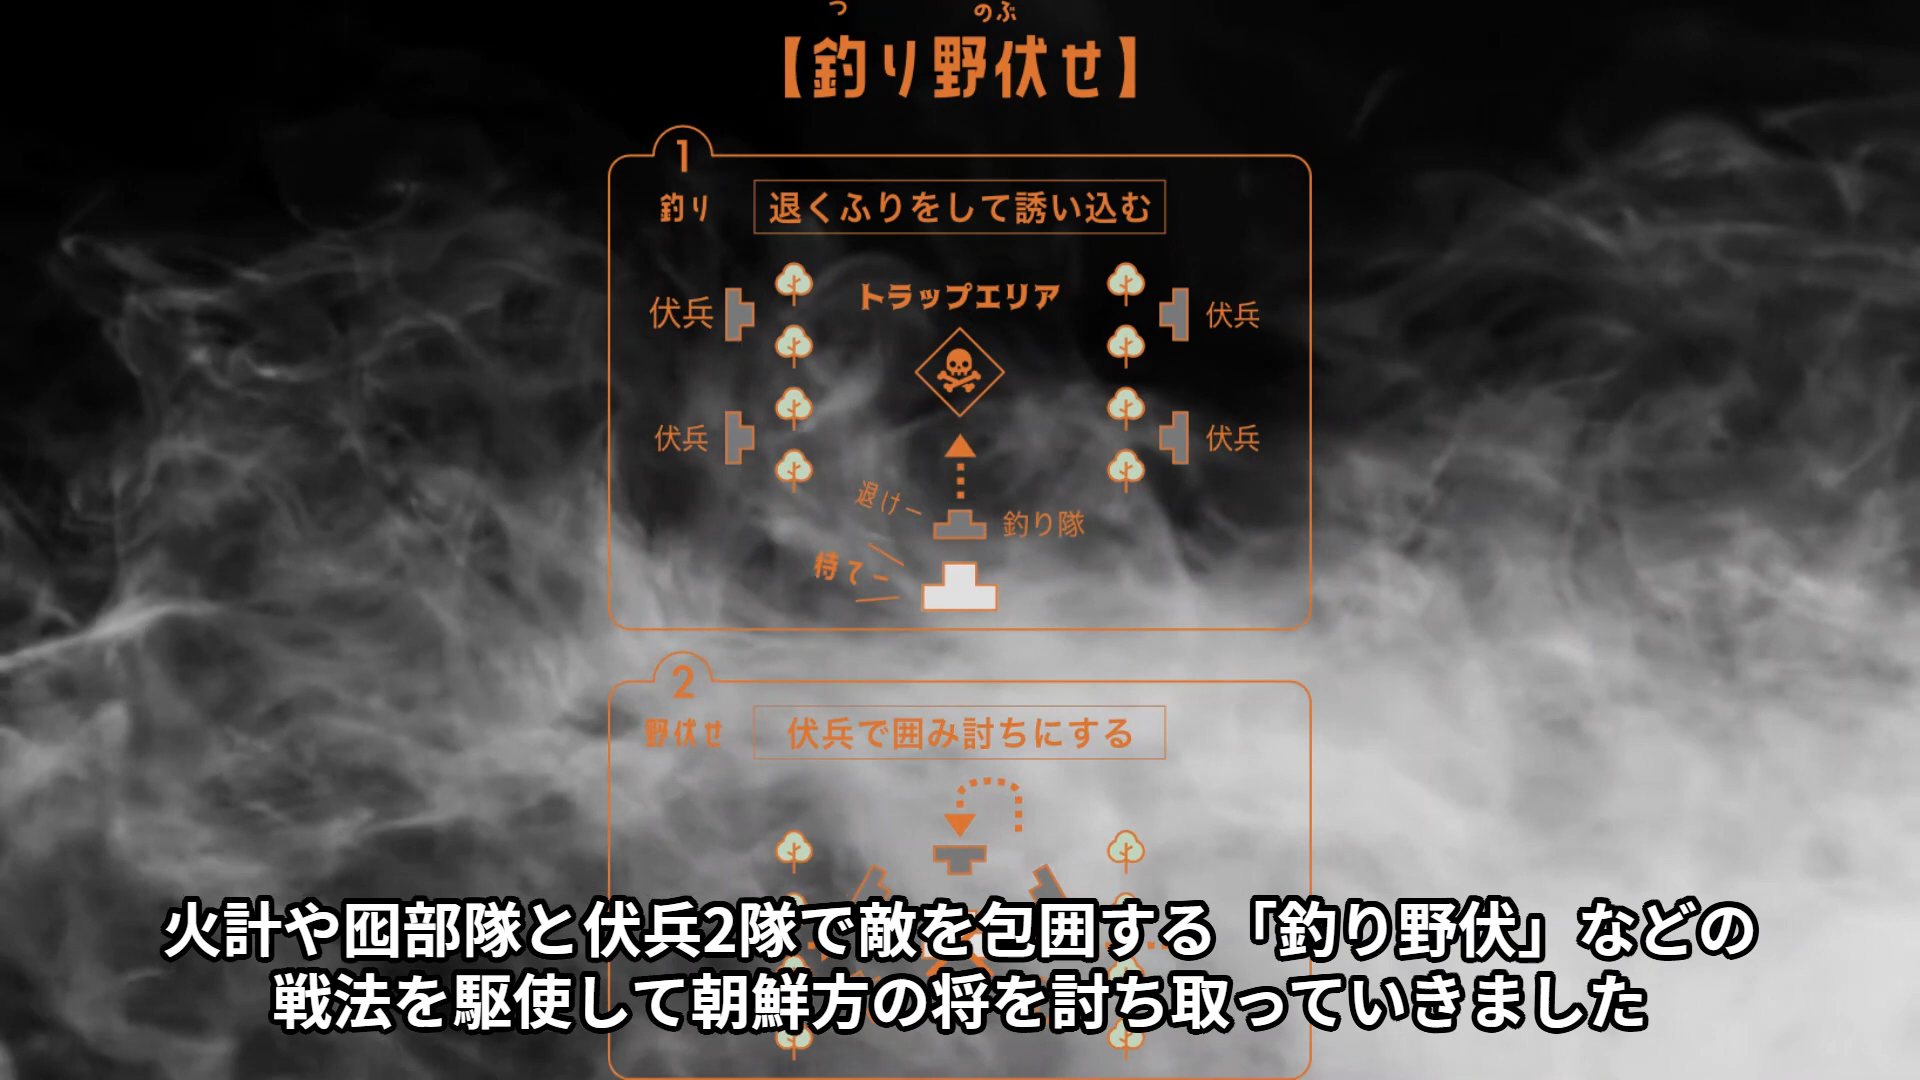 つ のぶ
【釣り野伏せ】
1
釣り
退くふりをして誘い込む
トラップエリア
伏兵
伏兵
伏兵
伏兵
退けー
釣り隊
待てー
2
野伏せ
伏兵で囲み討ちにする
火計や囮部隊と伏兵2隊で敵を包囲する「釣り野伏」などの
戦法を駆使して朝鮮方の将を討ち取っていきました